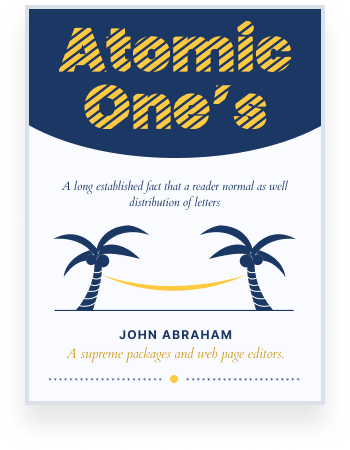 Atomic
One's
A long established fact that a reader normal as well
distribution of letters
JOHN ABRAHAM
A supreme packages and web page editors.